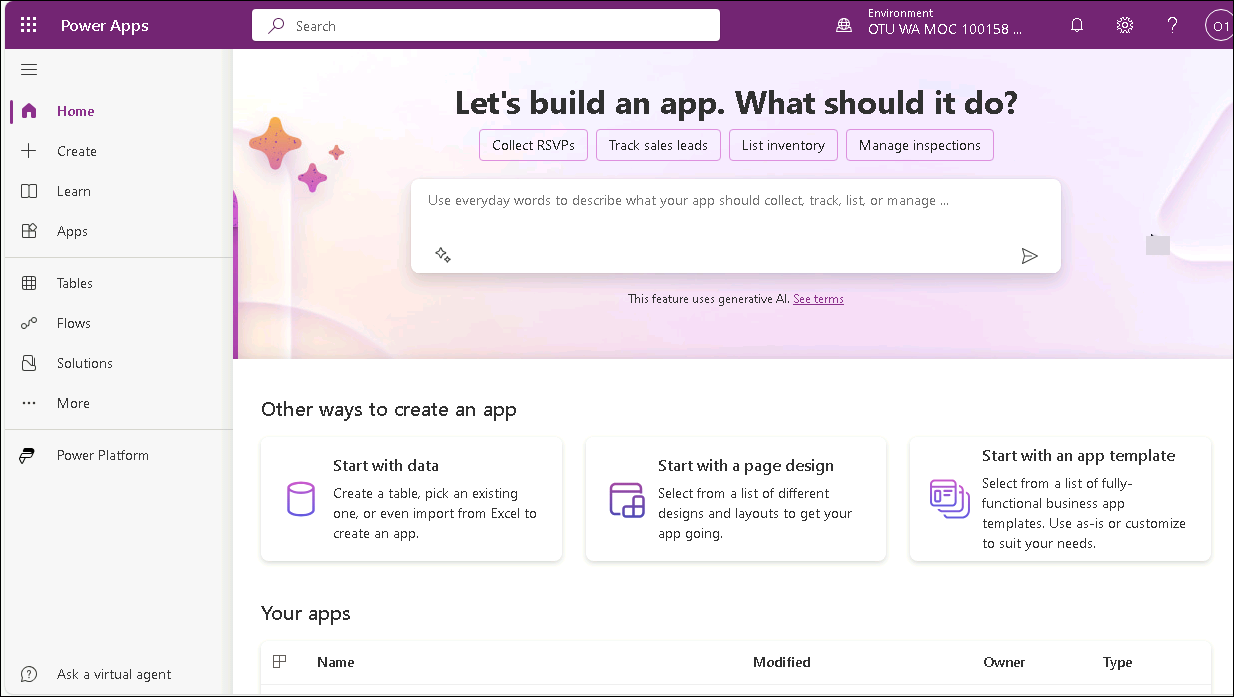 Power Apps
Search
Environment
OTU WA MOC 100158 ...
O1
Home
Create
Learn
Apps
Tables
Flows
Solutions
More
Power Platform
Ask a virtual agent
Let's build an app. What should it do?
Collect RSVPs
Track sales leads
List inventory
Manage inspections
Use everyday words to describe what your app should collect, track, list, or manage ...
This feature uses generative AI. See terms
Other ways to create an app
Start with data
Create a table, pick an existing
one, or even import from Excel to
create an app.
Start with a page design
Select from a list of different
designs and layouts to get your
app going.
Start with an app template
Select from a list of fully-
functional business app
templates. Use as-is or customize
to suit your needs.
Your apps
Name
Modified
Owner
Type